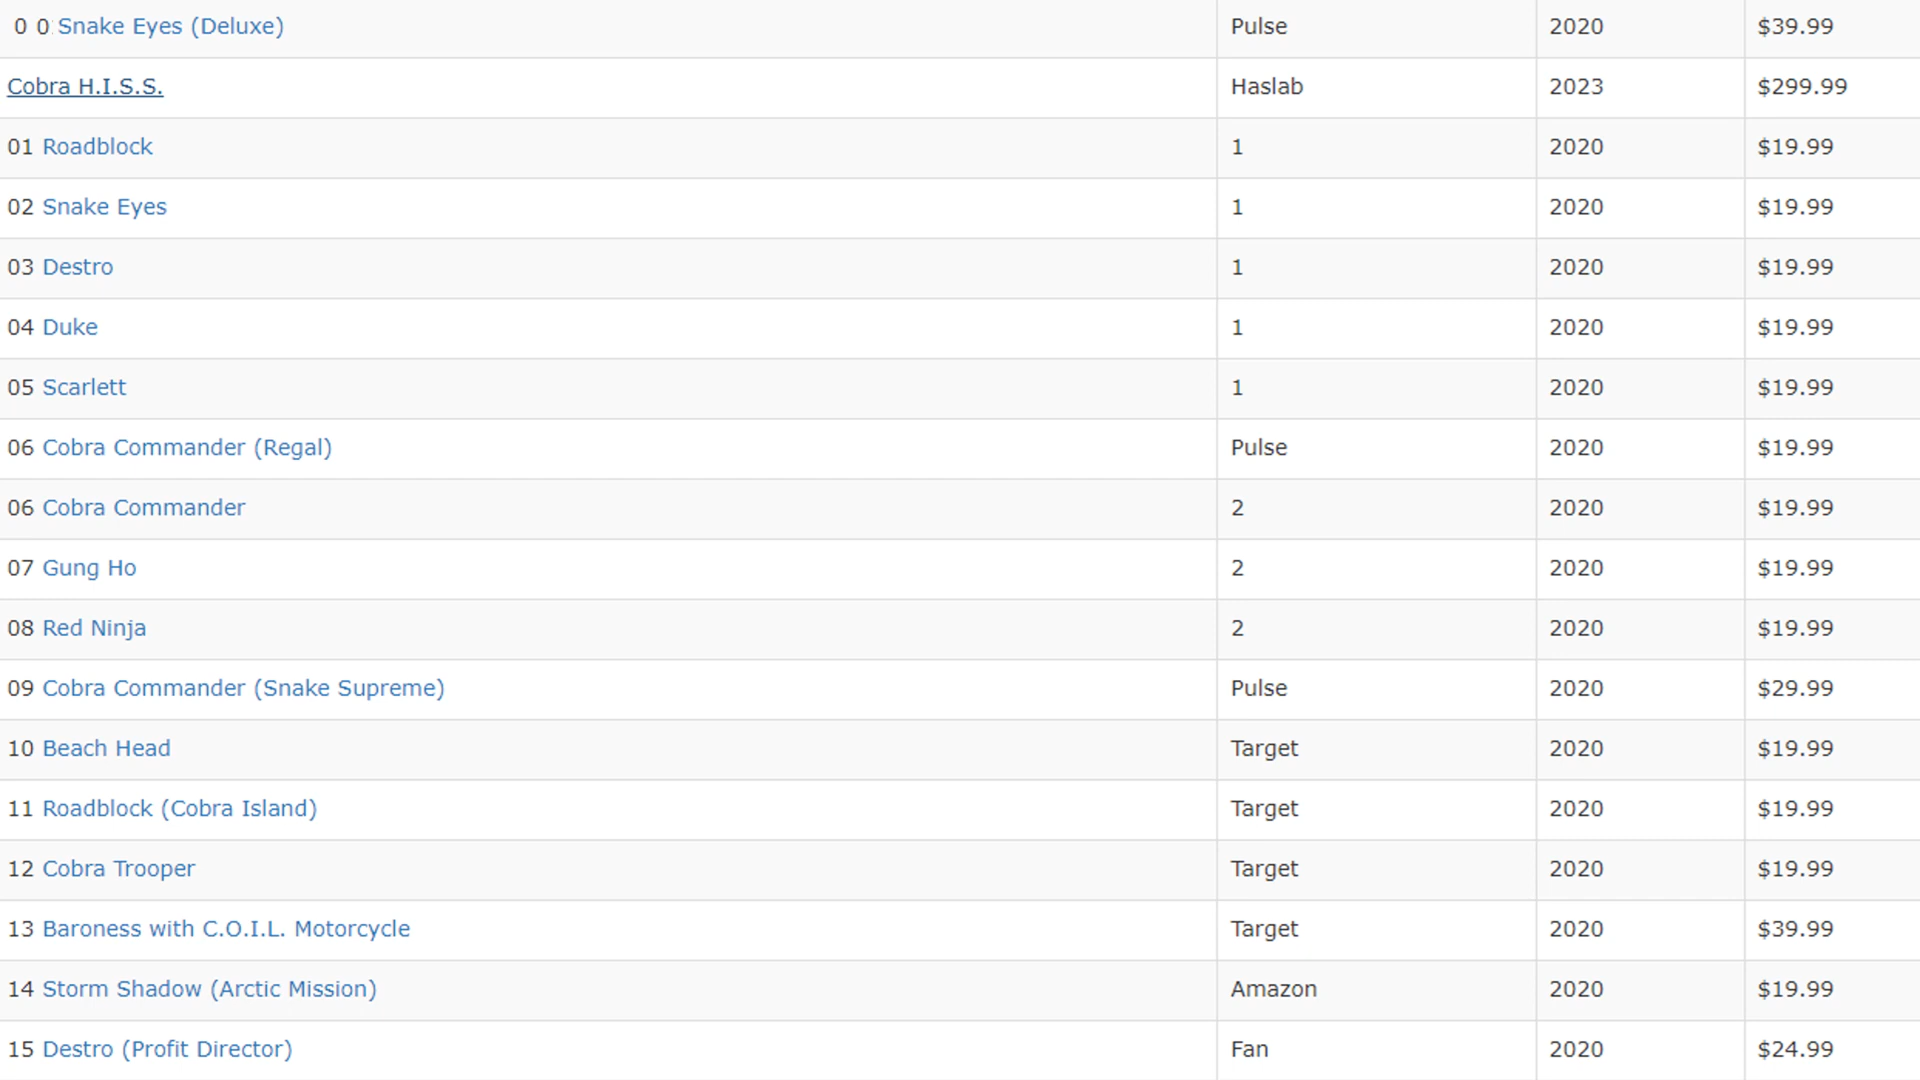 0 0 Snake Eyes (Deluxe) Pulse 2020 $39.99
Cobra H.I.S.S. Haslab 2023 $299.99
01 Roadblock 1 2020 $19.99
02 Snake Eyes 1 2020 $19.99
03 Destro 1 2020 $19.99
04 Duke 1 2020 $19.99
05 Scarlett 1 2020 $19.99
06 Cobra Commander (Regal) Pulse 2020 $19.99
06 Cobra Commander 2 2020 $19.99
07 Gung Ho 2 2020 $19.99
08 Red Ninja 2 2020 $19.99
09 Cobra Commander (Snake Supreme) Pulse 2020 $29.99
10 Beach Head Target 2020 $19.99
11 Roadblock (Cobra Island) Target 2020 $19.99
12 Cobra Trooper Target 2020 $19.99
13 Baroness with C.O.I.L. Motorcycle Target 2020 $39.99
14 Storm Shadow (Arctic Mission) Amazon 2020 $19.99
15 Destro (Profit Director) Fan 2020 $24.99